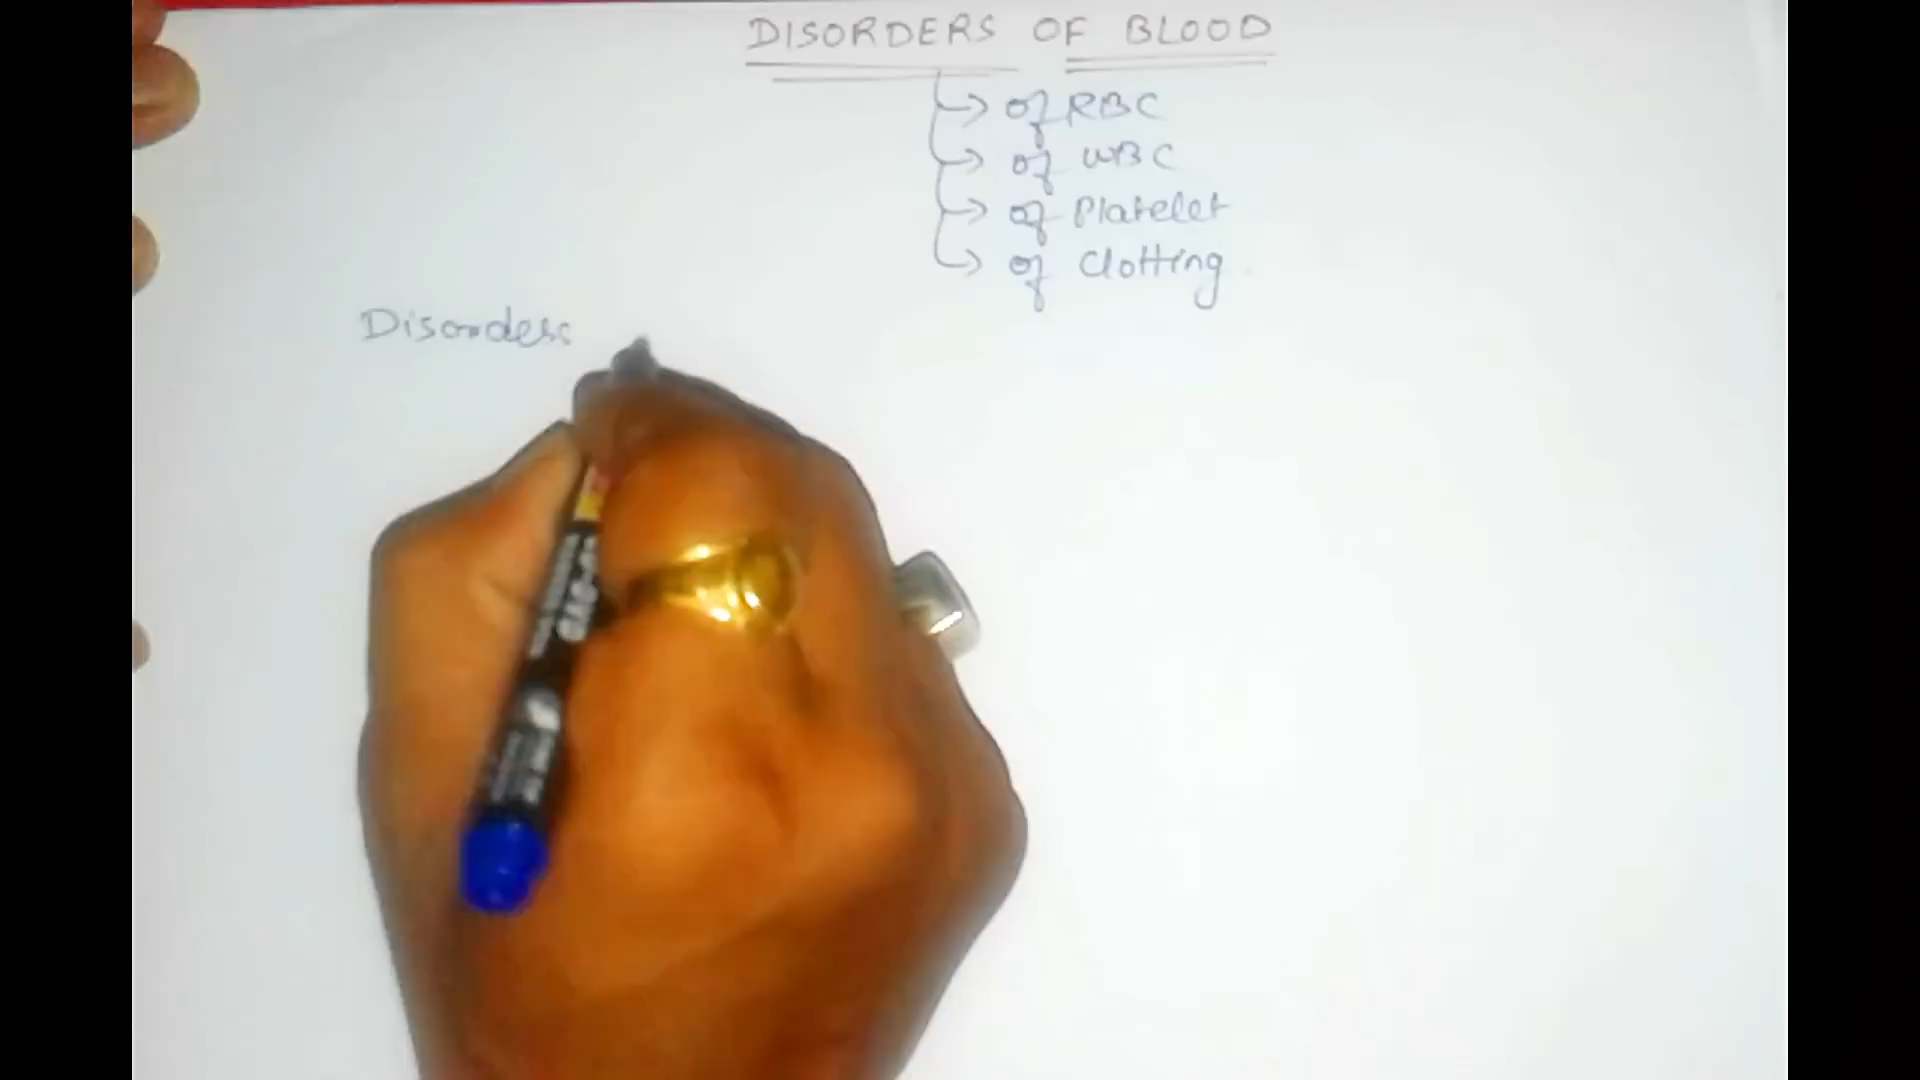 DISORDERS OF BLOOD
→ of RBC
→ of WBC
→ of Platelet
→ of Clotting
Disorders